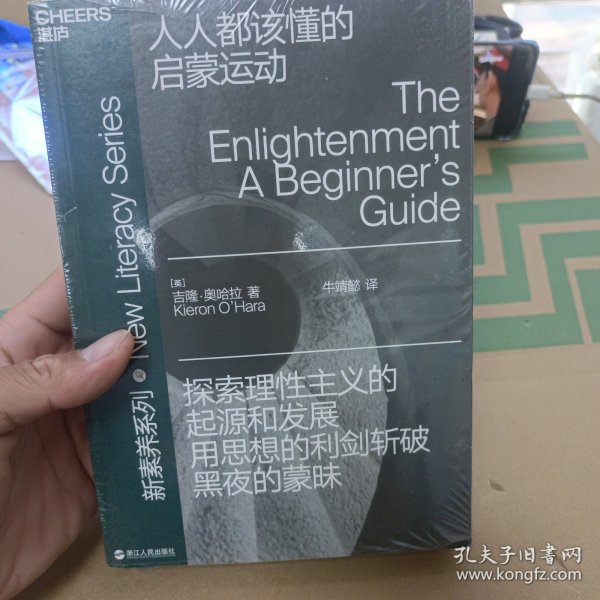 CHEERS
湛庐
人人都该懂的
启蒙运动
The
Enlightenment
A Beginner's
Guide
新素养系列 New Literacy Series
[英]
吉隆·奥哈拉 著
Kieron O'Hara
牛靖懿 译
探索理性主义的
起源和发展
用思想的利剑斩破
黑夜的蒙昧
浙江人民出版社
孔夫子旧书网
www.kongfz.com